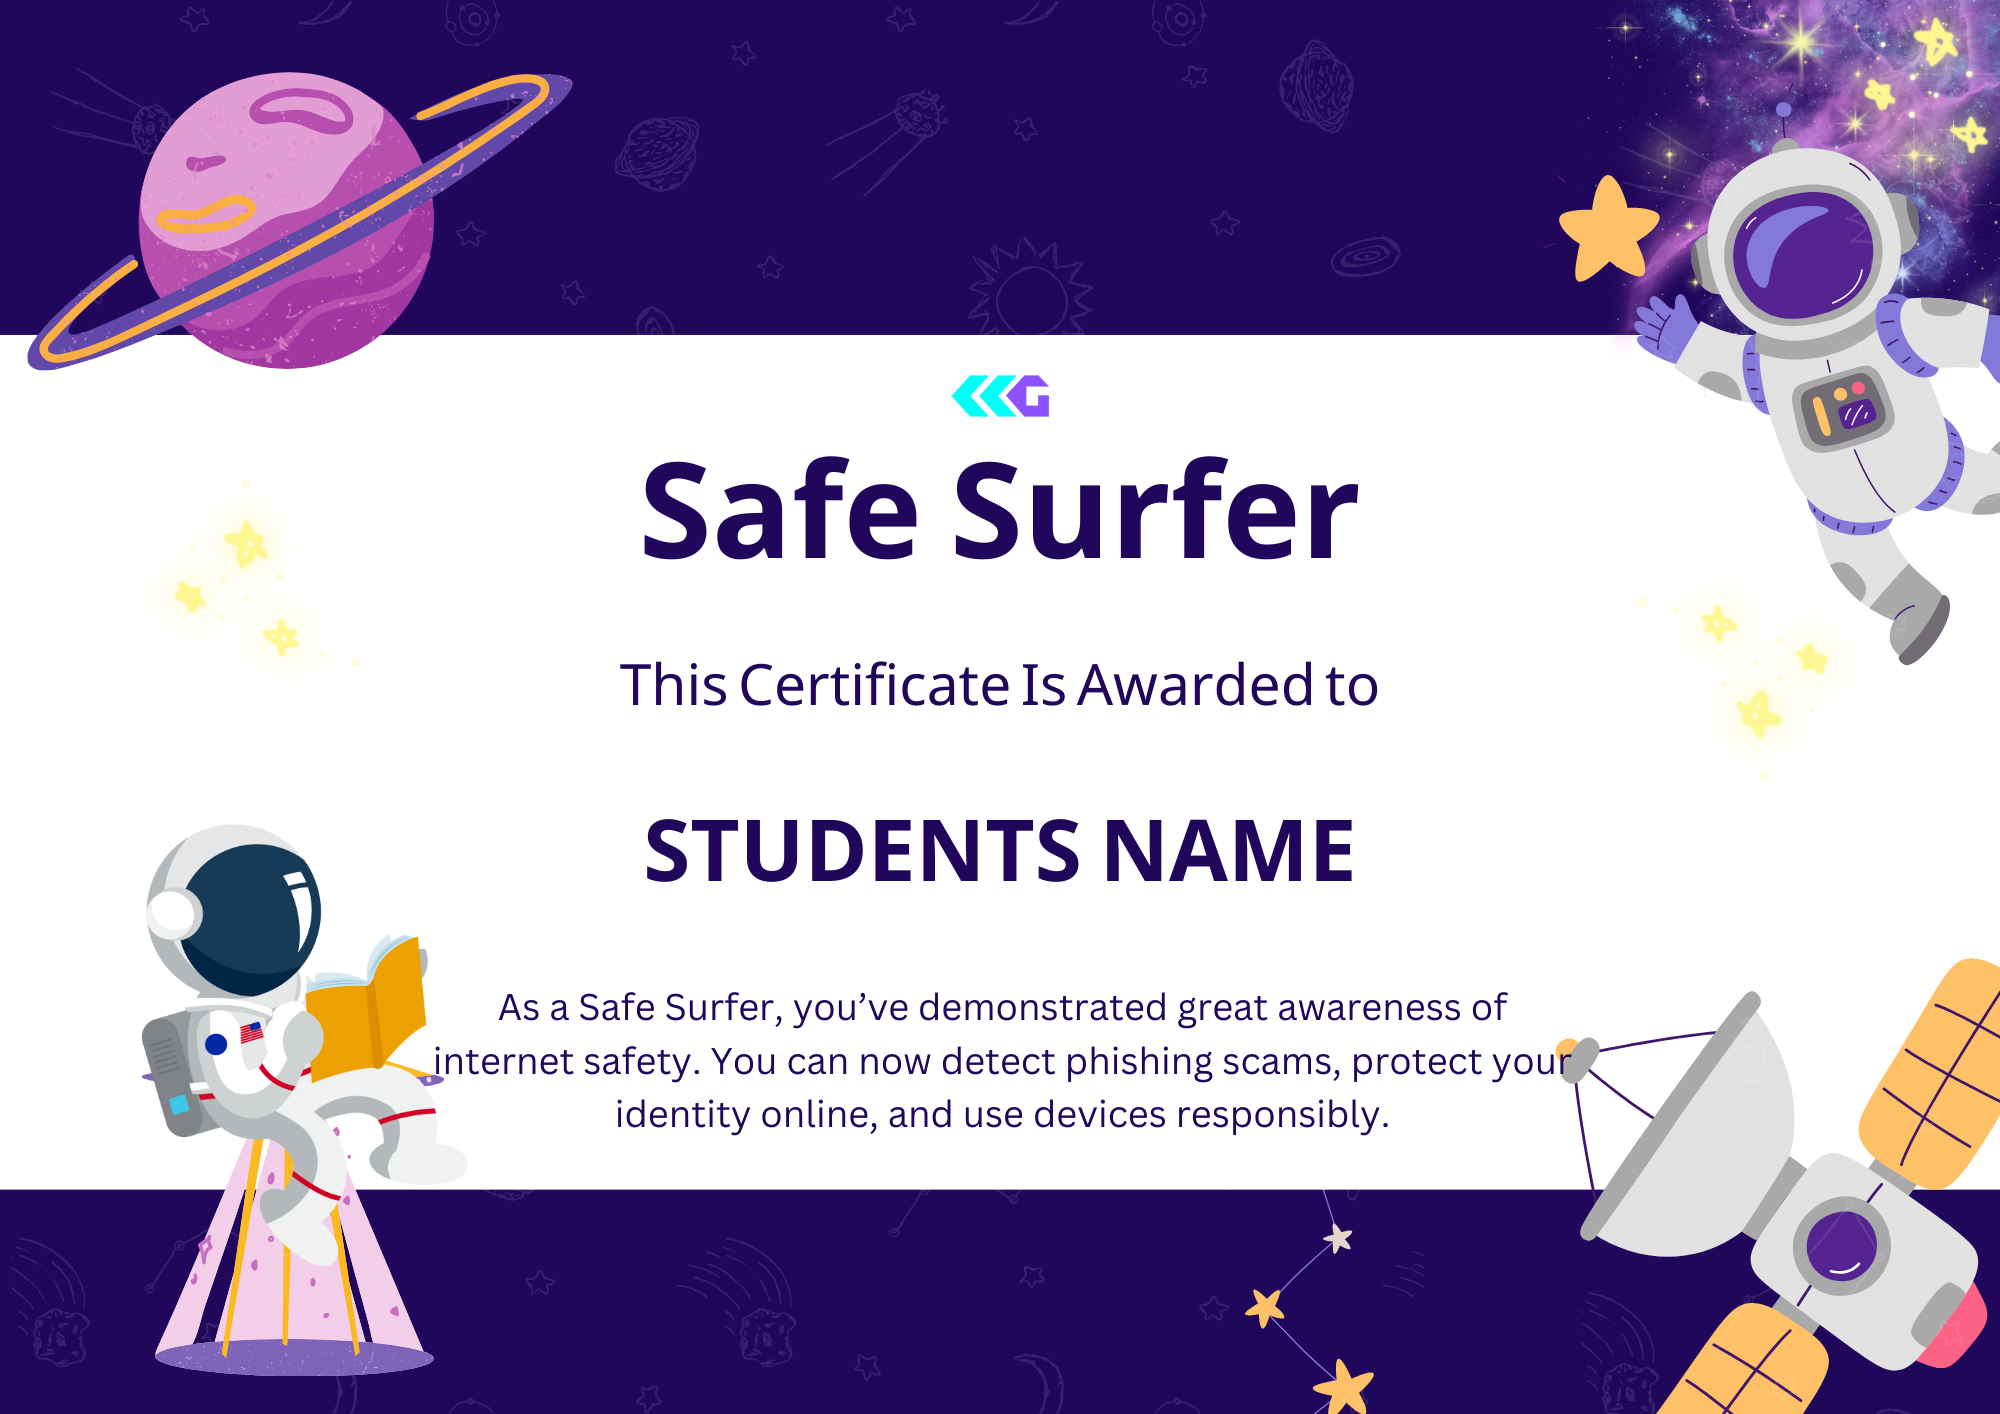 Safe Surfer
This Certificate Is Awarded to
STUDENTS NAME
As a Safe Surfer, you’ve demonstrated great awareness of
internet safety. You can now detect phishing scams, protect your
identity online, and use devices responsibly.